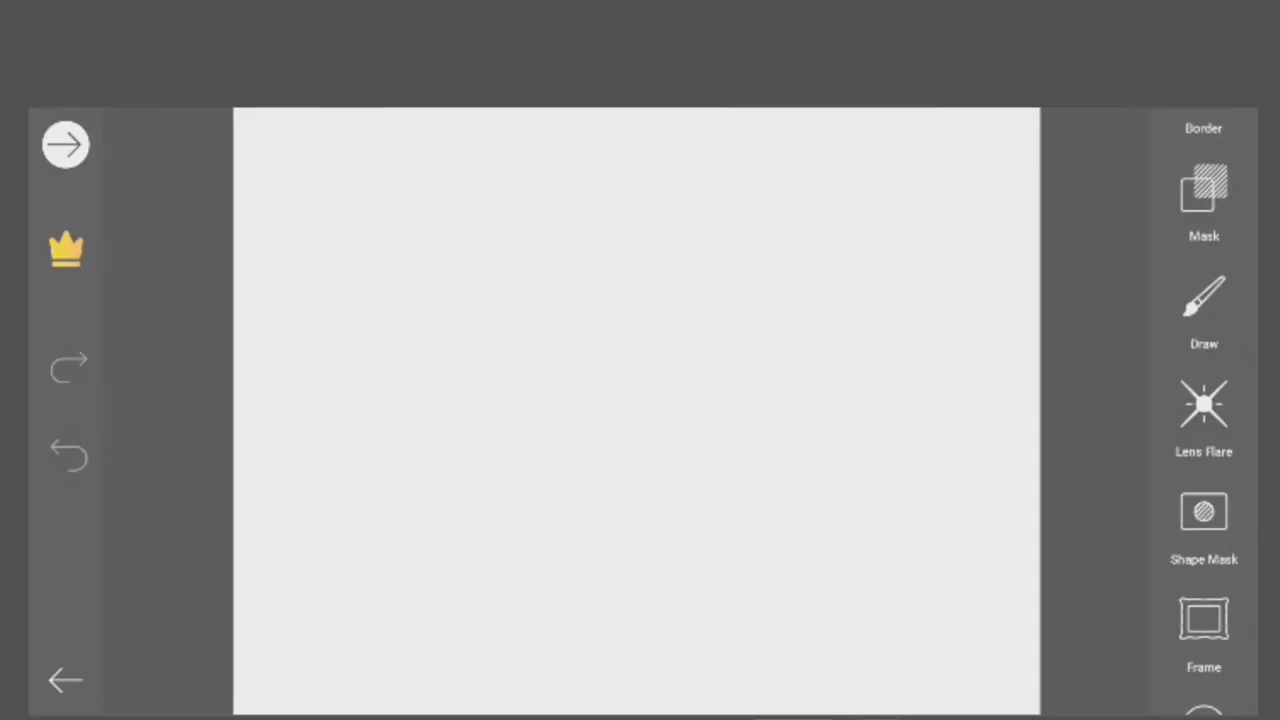 Border
Mask
Draw
Lens Flare
Shape Mask
Frame